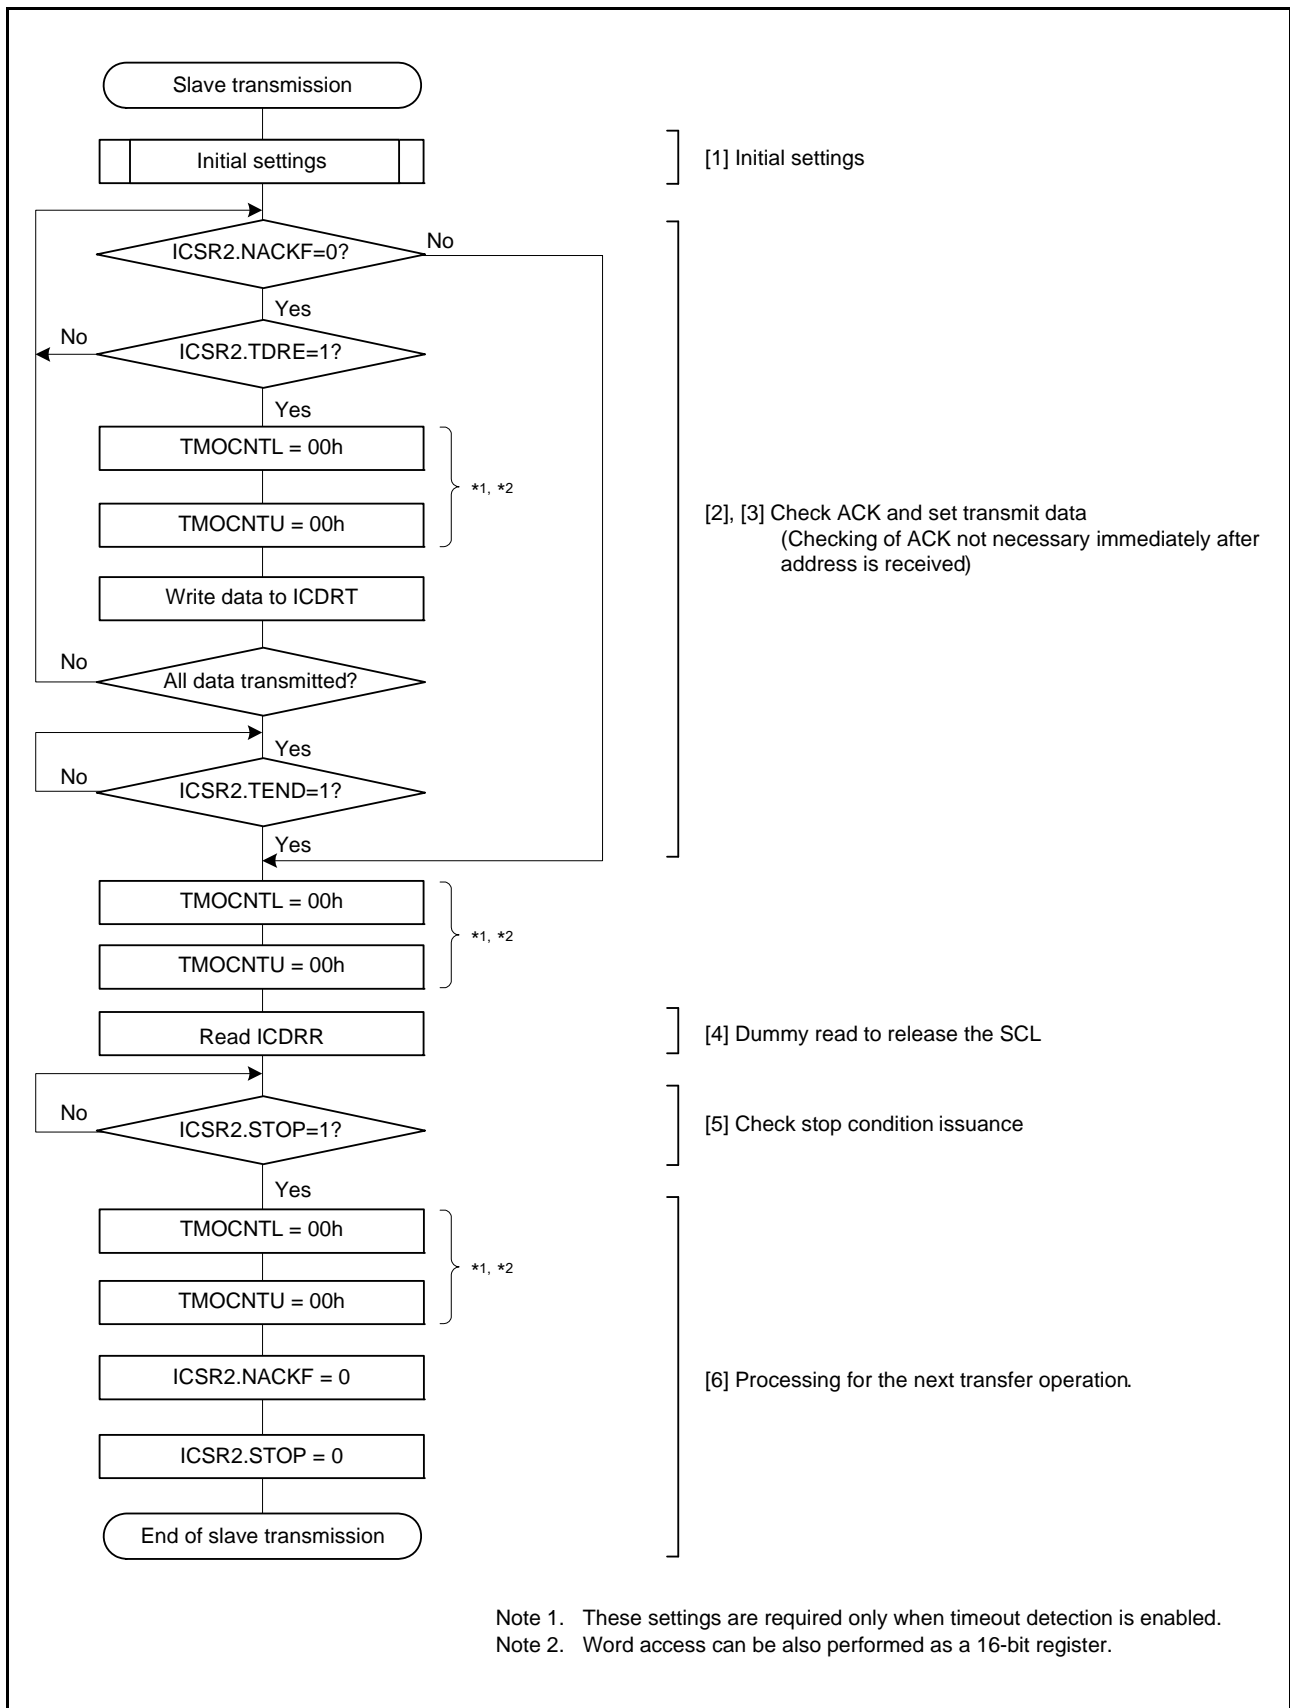 Slave transmission
Initial settings
[1] Initial settings
ICSR2.NACKF=0?
No
Yes
No
ICSR2.TDRE=1?
Yes
TMOCNTL = 00h
*1, *2
TMOCNTU = 00h
[2], [3] Check ACK and set transmit data
(Checking of ACK not necessary immediately after
address is received)
Write data to ICDRT
No
All data transmitted?
Yes
No
ICSR2.TEND=1?
Yes
TMOCNTL = 00h
*1, *2
TMOCNTU = 00h
Read ICDRR
[4] Dummy read to release the SCL
No
ICSR2.STOP=1?
[5] Check stop condition issuance
Yes
TMOCNTL = 00h
*1, *2
TMOCNTU = 00h
ICSR2.NACKF = 0
[6] Processing for the next transfer operation.
ICSR2.STOP = 0
End of slave transmission
Note 1. These settings are required only when timeout detection is enabled.
Note 2. Word access can be also performed as a 16-bit register.